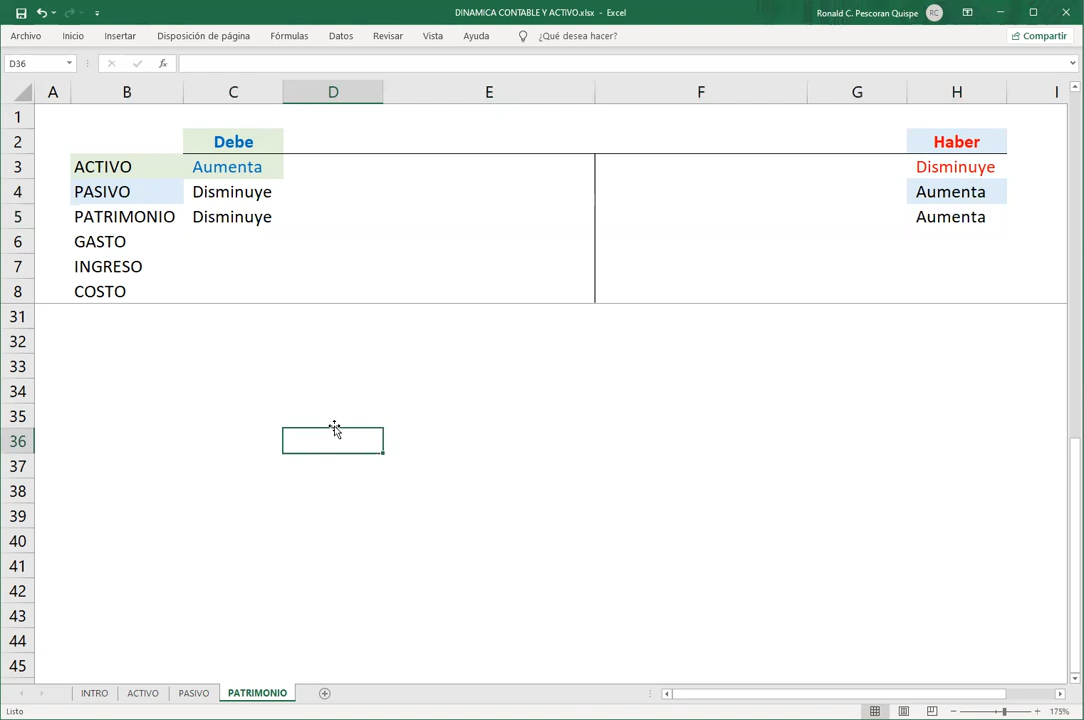 DINAMICA CONTABLE Y ACTIVO.xlsx - Excel
Ronald C. Pescoran Quispe RC
Archivo Inicio Insertar Disposición de página Fórmulas Datos Revisar Vista Ayuda ¿Qué desea hacer? Compartir
D36 fx
A B C D E F G H I
1
2 Debe Haber
3 ACTIVO Aumenta Disminuye
4 PASIVO Disminuye Aumenta
5 PATRIMONIO Disminuye Aumenta
6 GASTO
7 INGRESO
8 COSTO
31
32
33
34
35
36
37
38
39
40
41
42
43
44
45
INTRO ACTIVO PASIVO PATRIMONIO
Listo 175%